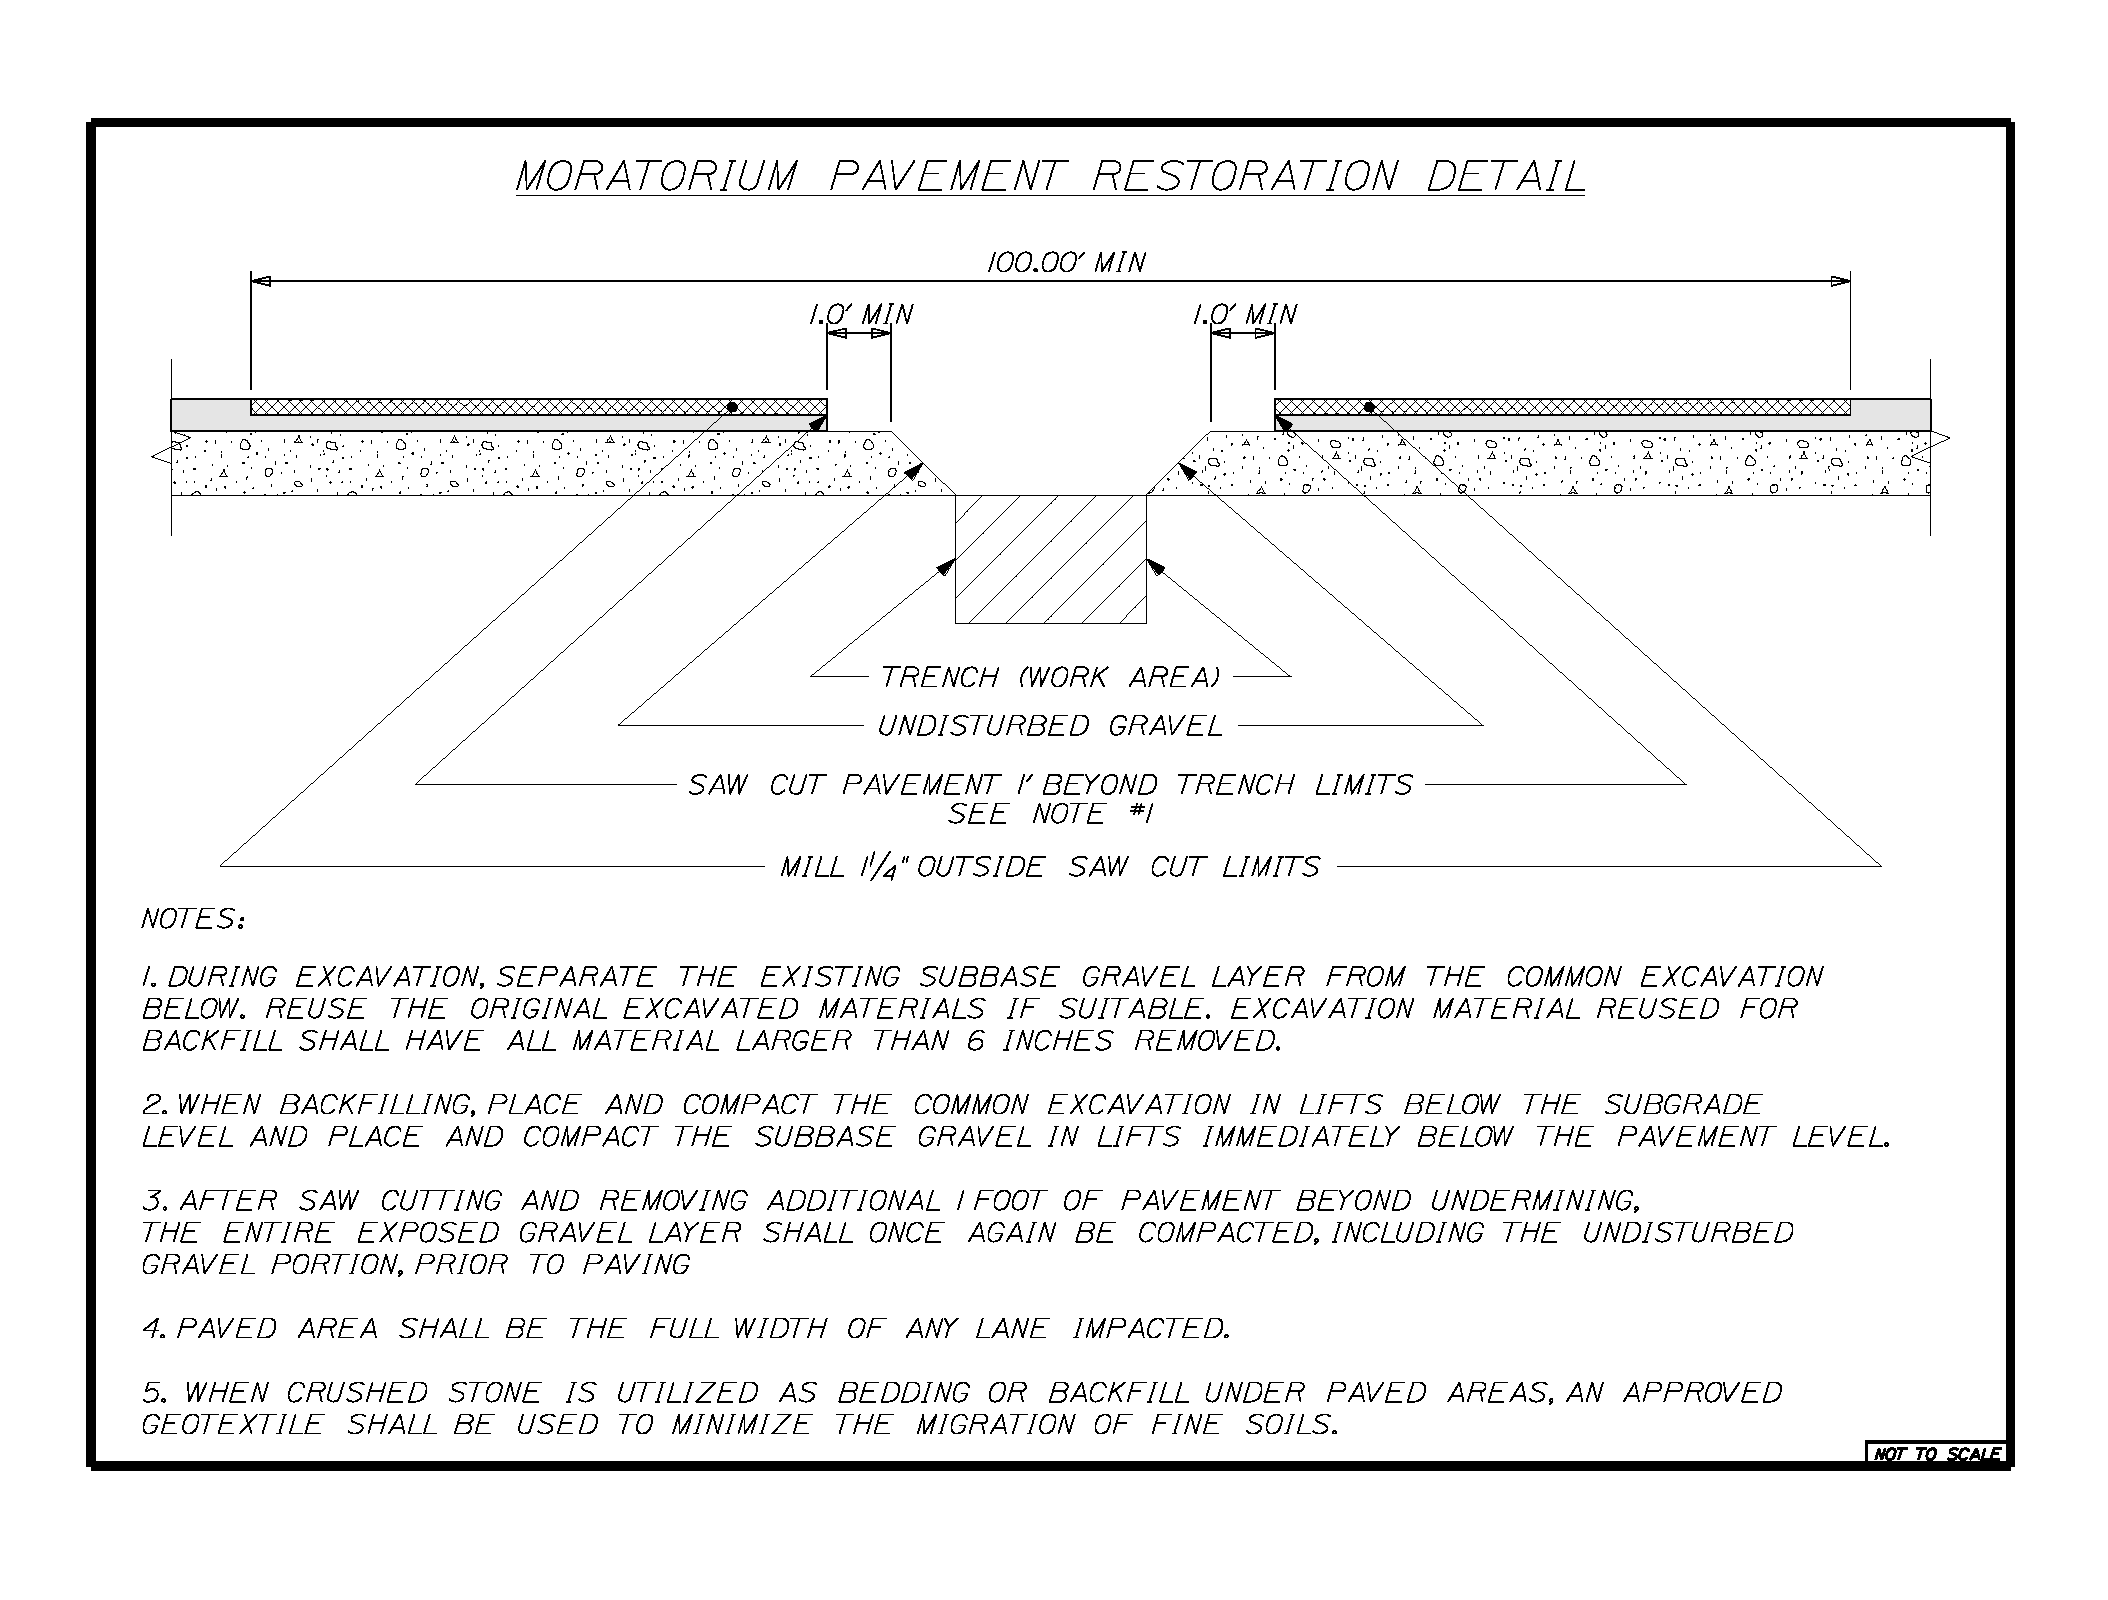 MORATORIUM PAVEMENT RESTORATION DETAIL
100.00' MIN
1.0' MIN
1.0' MIN
TRENCH (WORK AREA)
UNDISTURBED GRAVEL
SAW CUT PAVEMENT 1' BEYOND TRENCH LIMITS
SEE NOTE #1
MILL 1 1/4" OUTSIDE SAW CUT LIMITS
NOTES:
1. DURING EXCAVATION, SEPARATE THE EXISTING SUBBASE GRAVEL LAYER FROM THE COMMON EXCAVATION
BELOW. REUSE THE ORIGINAL EXCAVATED MATERIALS IF SUITABLE. EXCAVATION MATERIAL REUSED FOR
BACKFILL SHALL HAVE ALL MATERIAL LARGER THAN 6 INCHES REMOVED.
2. WHEN BACKFILLING, PLACE AND COMPACT THE COMMON EXCAVATION IN LIFTS BELOW THE SUBGRADE
LEVEL AND PLACE AND COMPACT THE SUBBASE GRAVEL IN LIFTS IMMEDIATELY BELOW THE PAVEMENT LEVEL.
3. AFTER SAW CUTTING AND REMOVING ADDITIONAL 1 FOOT OF PAVEMENT BEYOND UNDERMINING,
THE ENTIRE EXPOSED GRAVEL LAYER SHALL ONCE AGAIN BE COMPACTED, INCLUDING THE UNDISTURBED
GRAVEL PORTION, PRIOR TO PAVING
4. PAVED AREA SHALL BE THE FULL WIDTH OF ANY LANE IMPACTED.
5. WHEN CRUSHED STONE IS UTILIZED AS BEDDING OR BACKFILL UNDER PAVED AREAS, AN APPROVED
GEOTEXTILE SHALL BE USED TO MINIMIZE THE MIGRATION OF FINE SOILS.
NOT TO SCALE